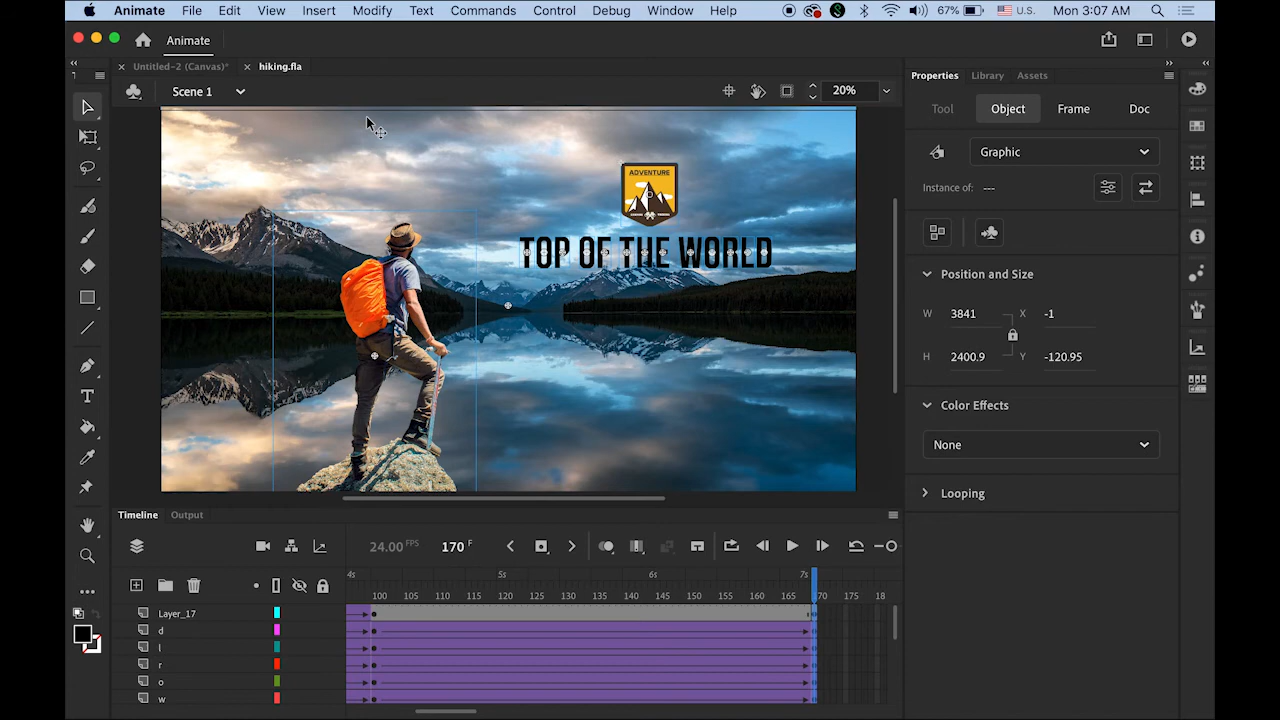 Animate File Edit View Insert Modify Text Commands Control Debug Window Help 67% U.S. Mon 3:07 AM
Animate
Untitled-2 (Canvas)* hiking.fla
Scene 1 20%
ADVENTURE
TOP OF THE WORLD
Properties Library Assets
Tool Object Frame Doc
Graphic
Instance of: ---
Position and Size
W 3841 X -1
H 2400.9 Y -120.95
Color Effects
None
Looping
Timeline Output
24.00 FPS 170 F
4s 5s 6s 7s
100 105 110 115 120 125 130 135 140 145 150 155 160 165 70 175 18
Layer_17
d
l
r
o
w